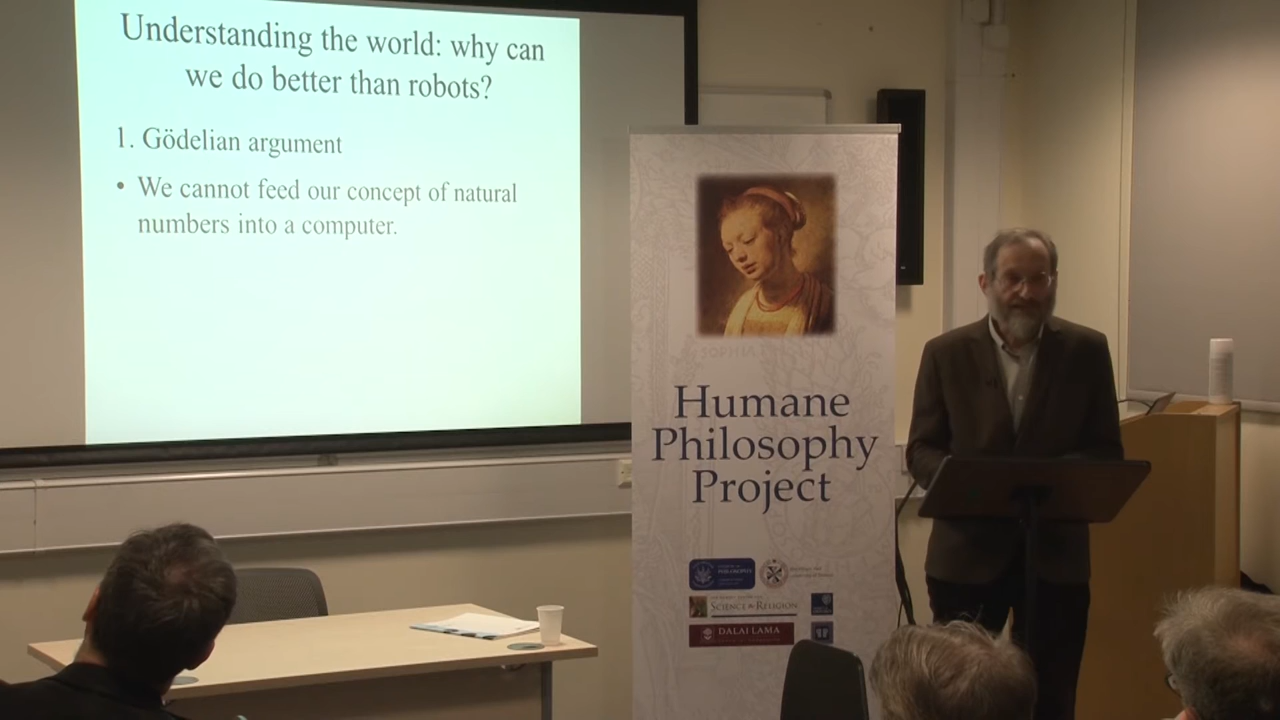 Understanding the world: why can
we do better than robots?
1. Gödelian argument
• We cannot feed our concept of natural
numbers into a computer.
Humane
Philosophy
Project
PHILOSOPHY
SCIENCE & RELIGION
DALAI LAMA